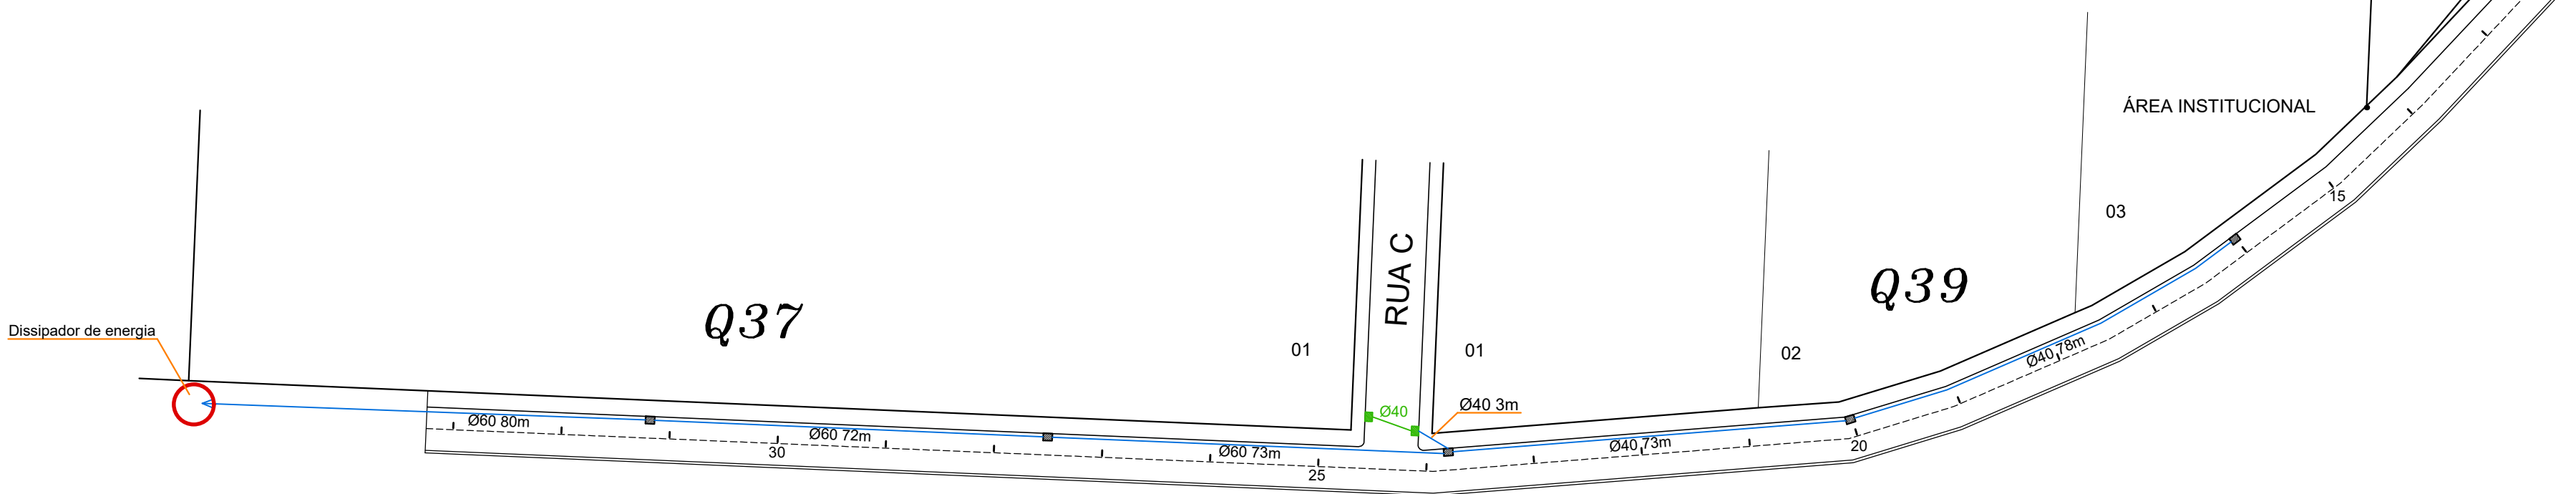 ÁREA INSTITUCIONAL
15
03
RUA C
Q39
Q37
Dissipador de energia
01
01
02
Ø40 78m
Ø40 3m
Ø40
Ø60 80m
Ø60 72m
Ø60 73m
Ø40 73m
20
30
25